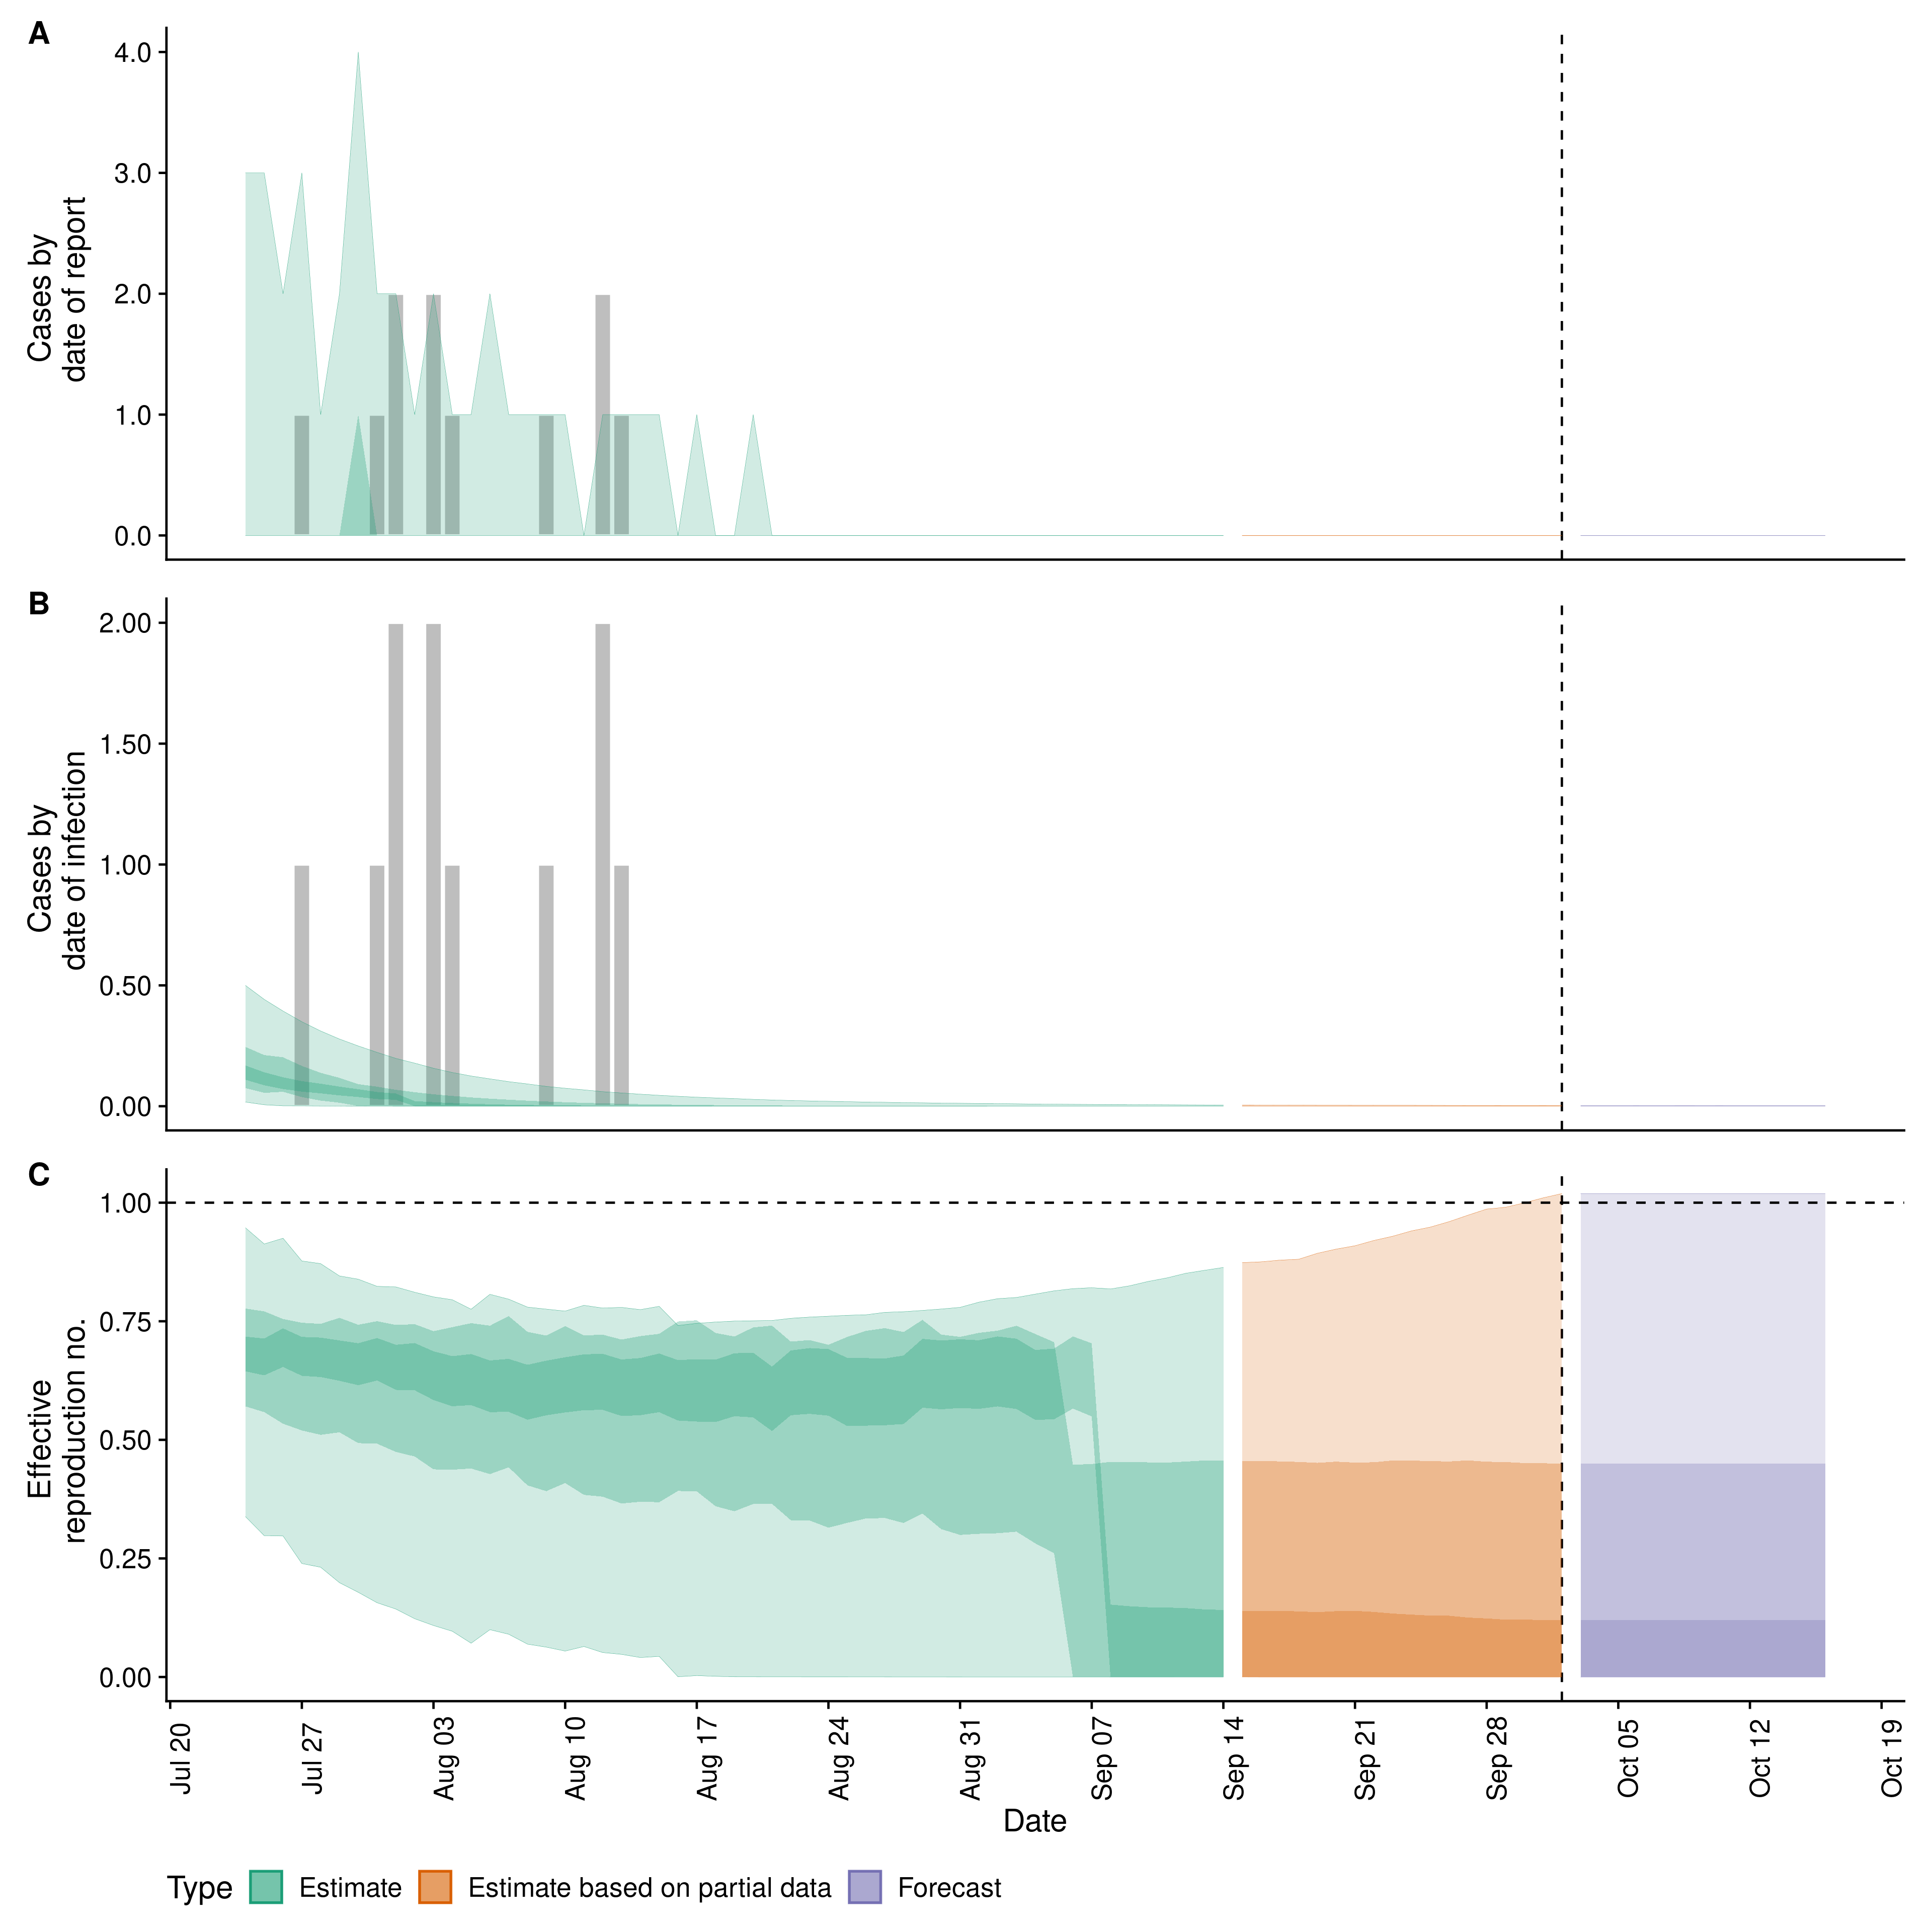 A
Cases by
date of report
4.0
3.0
2.0
1.0
0.0
B
Cases by
date of infection
2.00
1.50
1.00
0.50
0.00
C
Effective
reproduction no.
1.00
0.75
0.50
0.25
0.00
Jul 20
Jul 27
Aug 03
Aug 10
Aug 17
Aug 24
Aug 31
Sep 07
Sep 14
Sep 21
Sep 28
Oct 05
Oct 12
Oct 19
Date
Type Estimate Estimate based on partial data Forecast